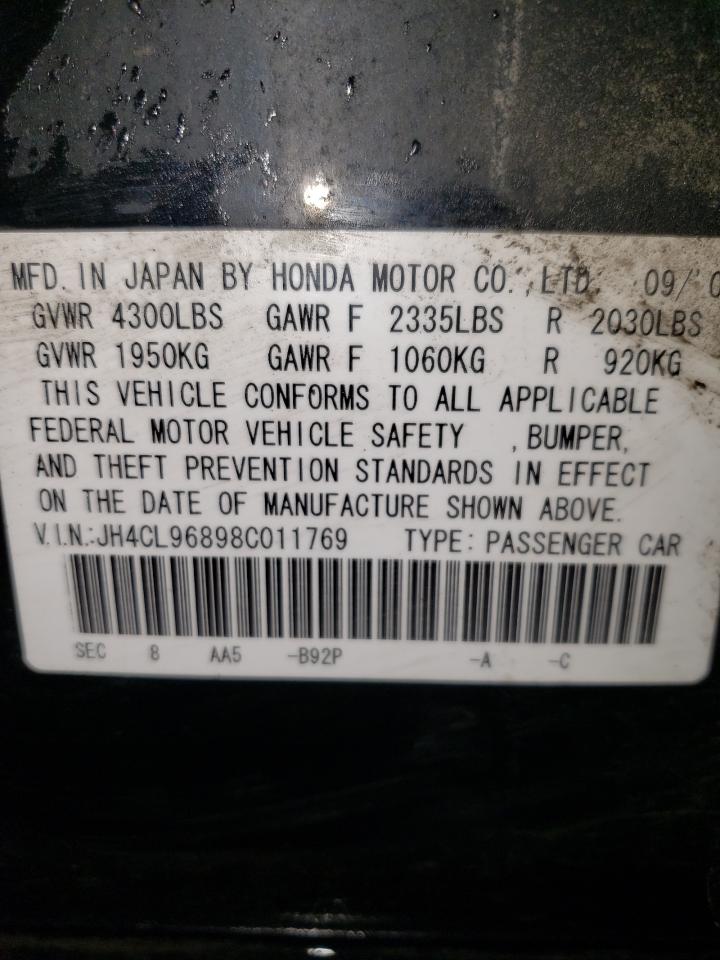 MFD. IN JAPAN BY HONDA MOTOR CO., LTD. 09/'0
GVWR 4300LBS GAWR F 2335LBS R 2030LBS
GVWR 1950KG GAWR F 1060KG R 920KG
THIS VEHICLE CONFORMS TO ALL APPLICABLE
FEDERAL MOTOR VEHICLE SAFETY , BUMPER,
AND THEFT PREVENTION STANDARDS IN EFFECT
ON THE DATE OF MANUFACTURE SHOWN ABOVE.
V.I.N.:JH4CL96898C011769 TYPE: PASSENGER CAR
SEC 8 AA5 -B92P -A -C